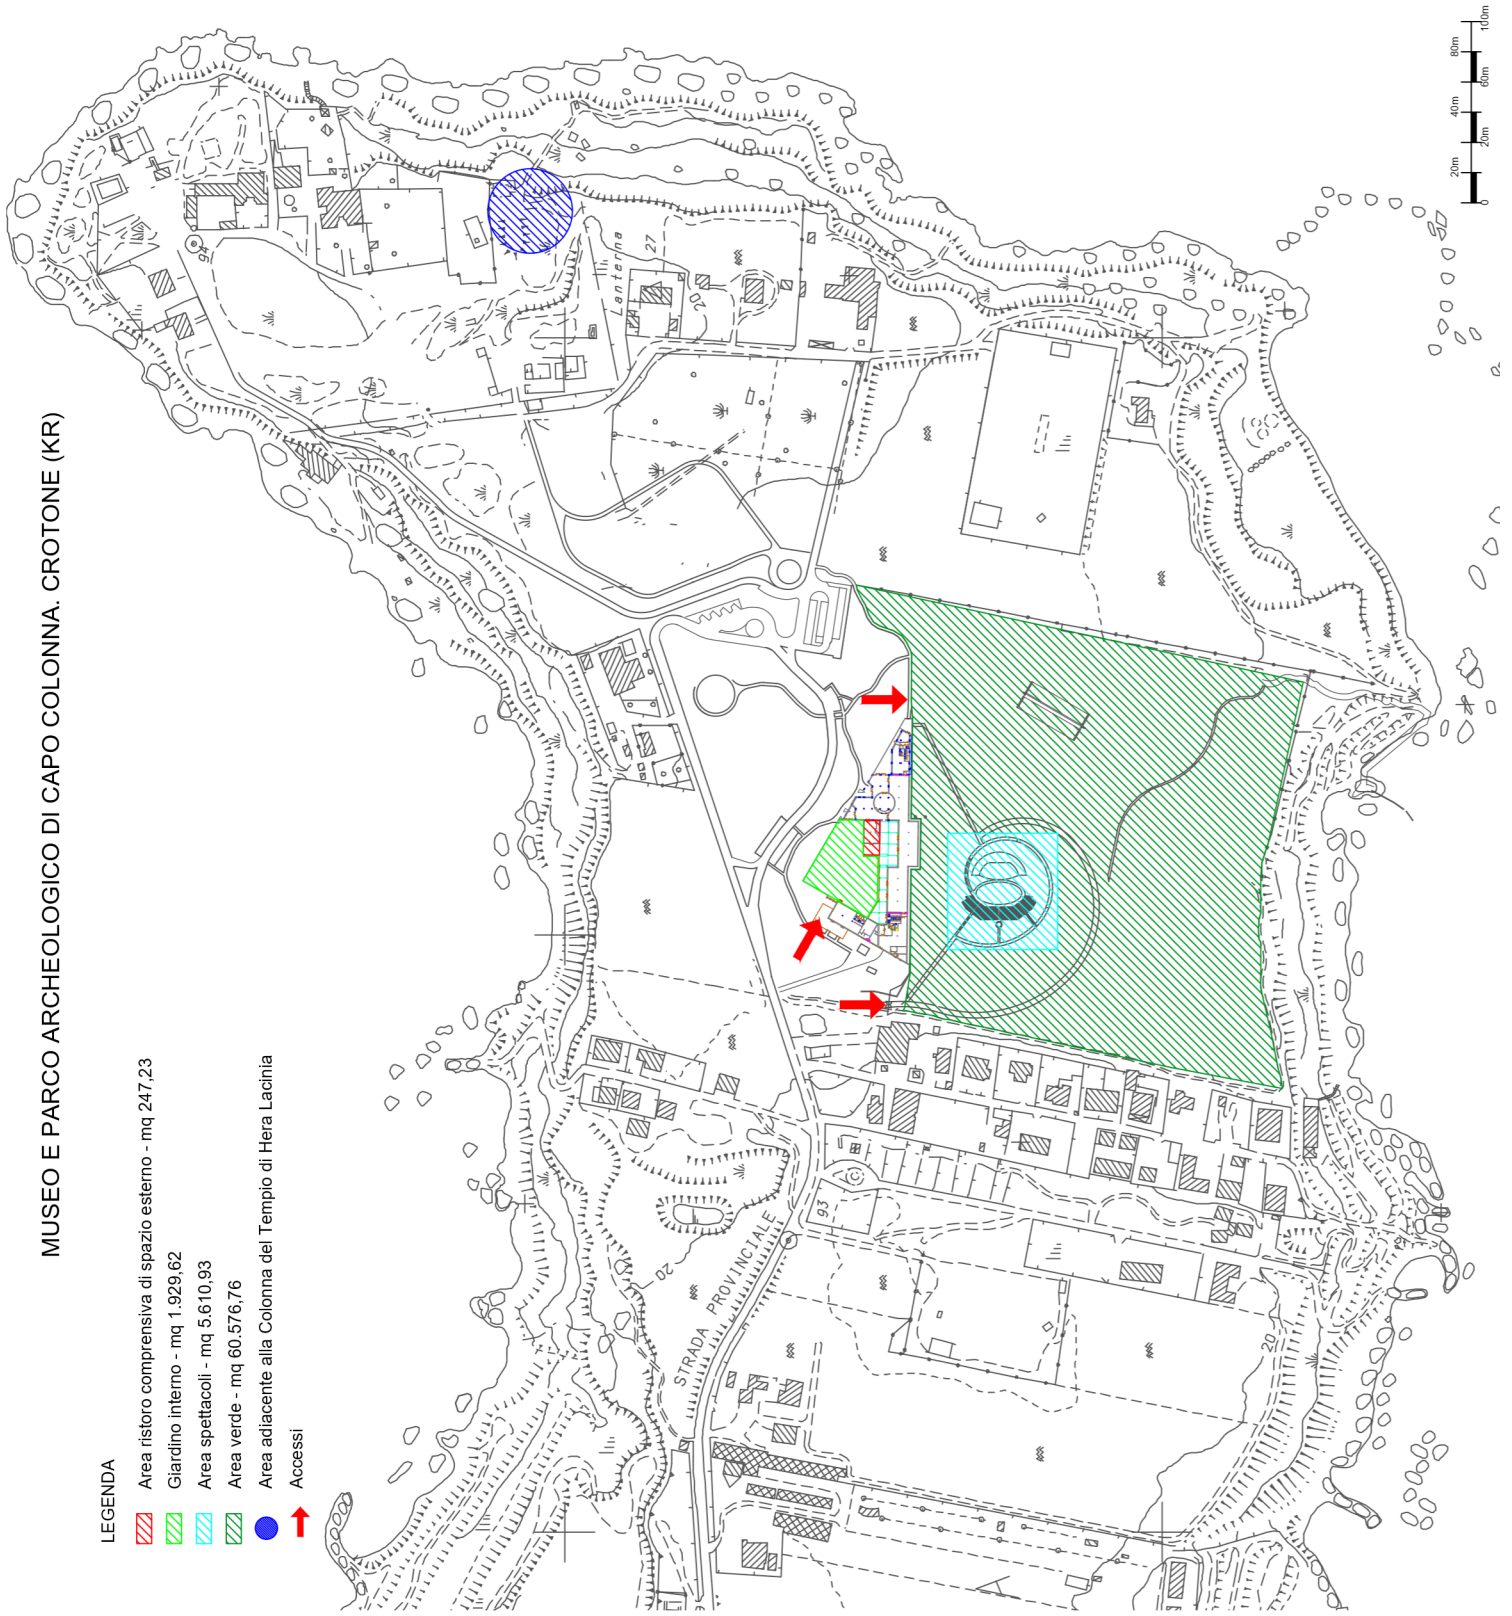 MUSEO E PARCO ARCHEOLOGICO DI CAPO COLONNA. CROTONE (KR)
LEGENDA
Area ristoro comprensiva di spazio esterno - mq 247,23
Giardino interno - mq 1.929,62
Area spettacoli - mq 5.610,93
Area verde - mq 60.576,76
Area adiacente alla Colonna del Tempio di Hera Lacinia
Accessi
STRADA PROVINCIALE
antenna
27
20
94
93
20
20
0
20m
20m
40m
60m
80m
100m